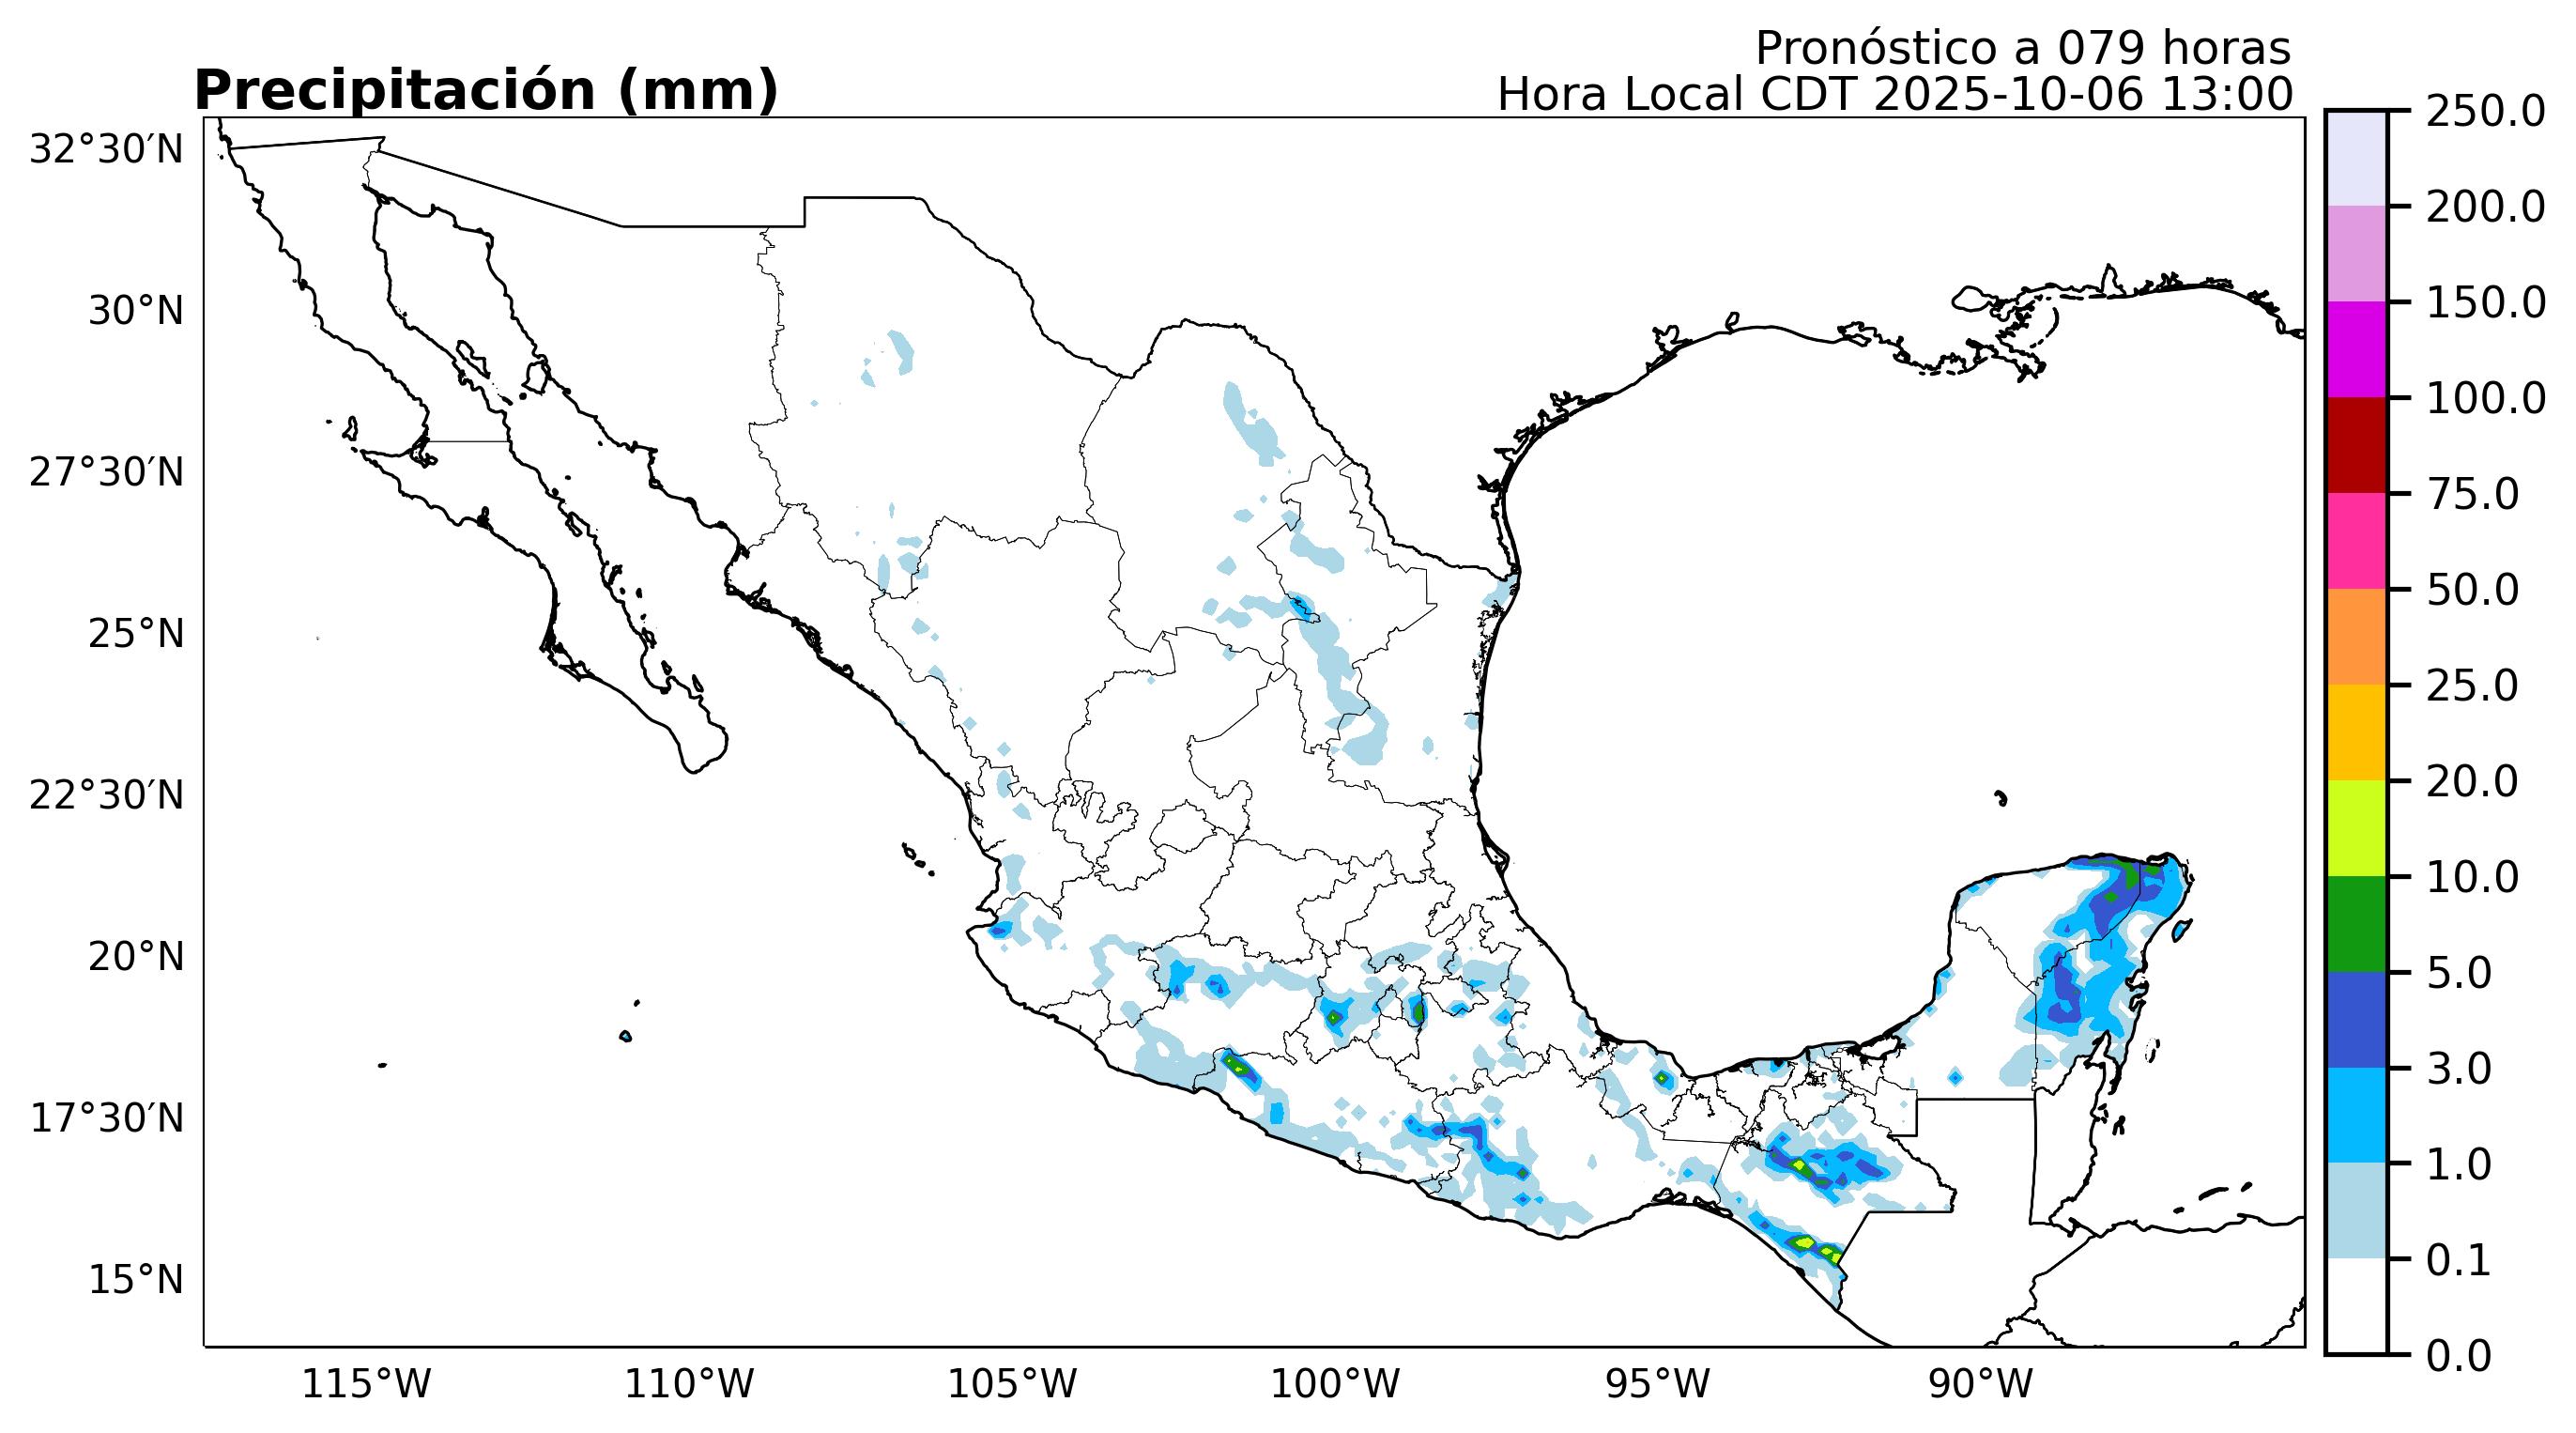 Pronóstico a 079 horas
Precipitación (mm)
Hora Local CDT 2025-10-06 13:00
32°30′N
30°N
27°30′N
25°N
22°30′N
20°N
17°30′N
15°N
115°W
110°W
105°W
100°W
95°W
90°W
250.0
200.0
150.0
100.0
75.0
50.0
25.0
20.0
10.0
5.0
3.0
1.0
0.1
0.0